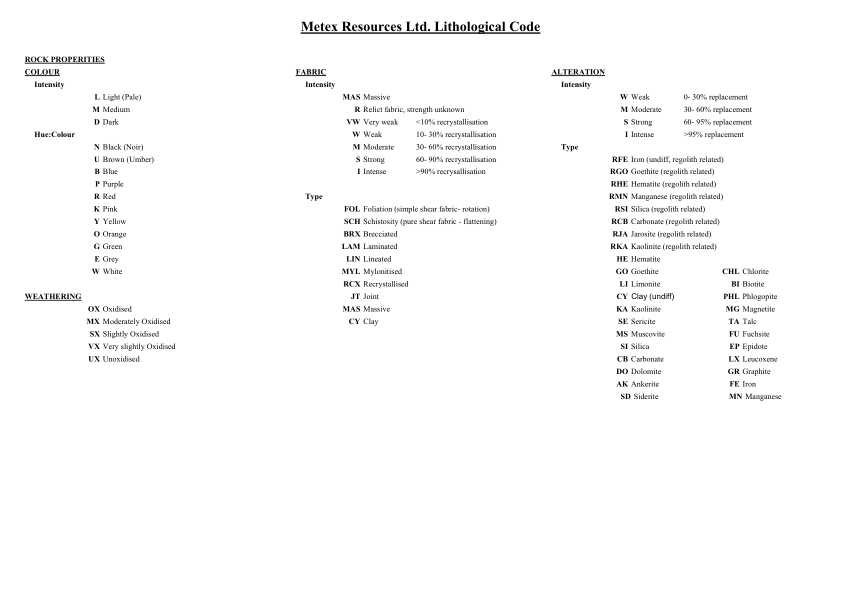 Metex Resources Ltd. Lithological Code
ROCK PROPERITIES
COLOUR
Intensity
L Light (Pale)
M Medium
D Dark
Hue:Colour
N Black (Noir)
U Brown (Umber)
B Blue
P Purple
R Red
K Pink
Y Yellow
O Orange
G Green
E Grey
W White
WEATHERING
OX Oxidised
MX Moderately Oxidised
SX Slightly Oxidised
VX Very slightly Oxidised
UX Unoxidised
FABRIC
Intensity
MAS Massive
R Relict fabric, strength unknown
VW Very weak <10% recrystallisation
W Weak 10- 30% recrystallisation
M Moderate 30- 60% recrystallisation
S Strong 60- 90% recrystallisation
I Intense >90% recrysallisation
Type
FOL Foliation (simple shear fabric- rotation)
SCH Schistosity (pure shear fabric - flattening)
BRX Brecciated
LAM Laminated
LIN Lineated
MYL Mylonitised
RCX Recrystallised
JT Joint
MAS Massive
CY Clay
ALTERATION
Intensity
W Weak 0- 30% replacement
M Moderate 30- 60% replacement
S Strong 60- 95% replacement
I Intense >95% replacement
Type
RFE Iron (undiff, regolith related)
RGO Goethite (regolith related)
RHE Hematite (regolith related)
RMN Manganese (regolith related)
RSI Silica (regolith related)
RCB Carbonate (regolith related)
RJA Jarosite (regolith related)
RKA Kaolinite (regolith related)
HE Hematite
GO Goethite CHL Chlorite
LI Limonite BI Biotite
CY Clay (undiff) PHL Phlogopite
KA Kaolinite MG Magnetite
SE Sericite TA Talc
MS Muscovite FU Fuchsite
SI Silica EP Epidote
CB Carbonate LX Leucoxene
DO Dolomite GR Graphite
AK Ankerite FE Iron
SD Siderite MN Manganese